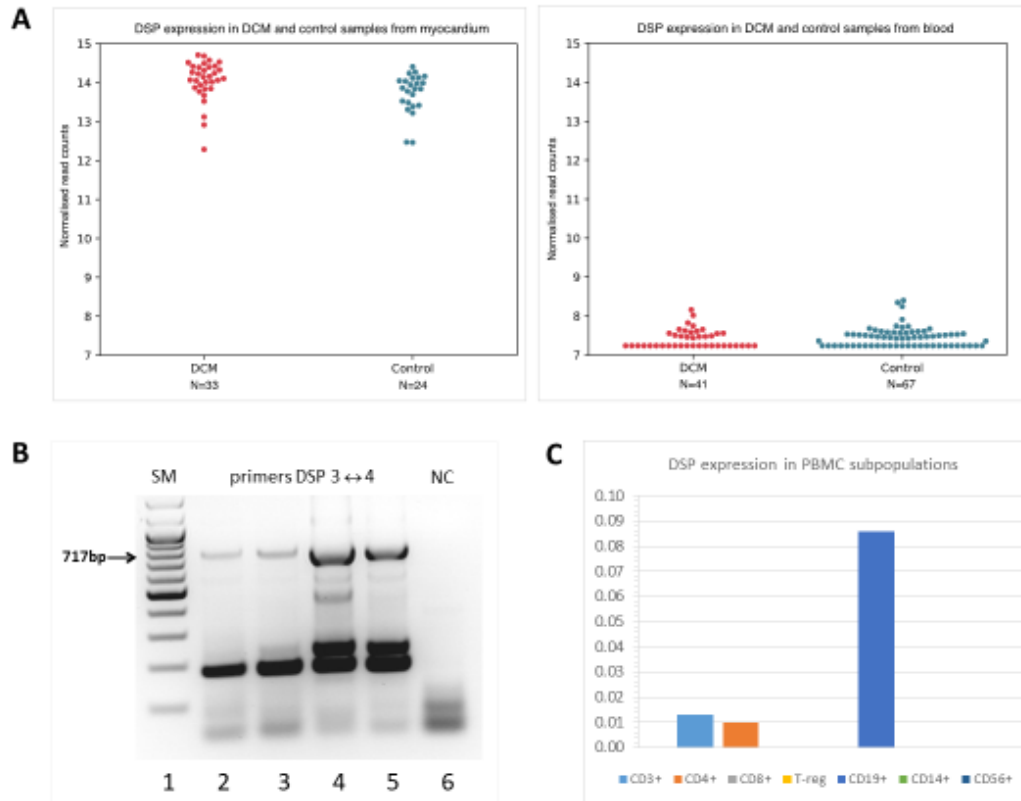 A
DSP expression in DCM and control samples from myocardium
Normalised read counts
15
14
13
12
11
10
9
8
7
DCM
N=33
Control
N=24
DSP expression in DCM and control samples from blood
Normalised read counts
15
14
13
12
11
10
9
8
7
DCM
N=41
Control
N=67
B
SM primers DSP 3 ↔ 4 NC
717bp
1 2 3 4 5 6
C
DSP expression in PBMC subpopulations
0.10
0.09
0.08
0.07
0.06
0.05
0.04
0.03
0.02
0.01
0.00
CD3+ CD4+ CD8+ T-reg CD19+ CD14+ CD56+